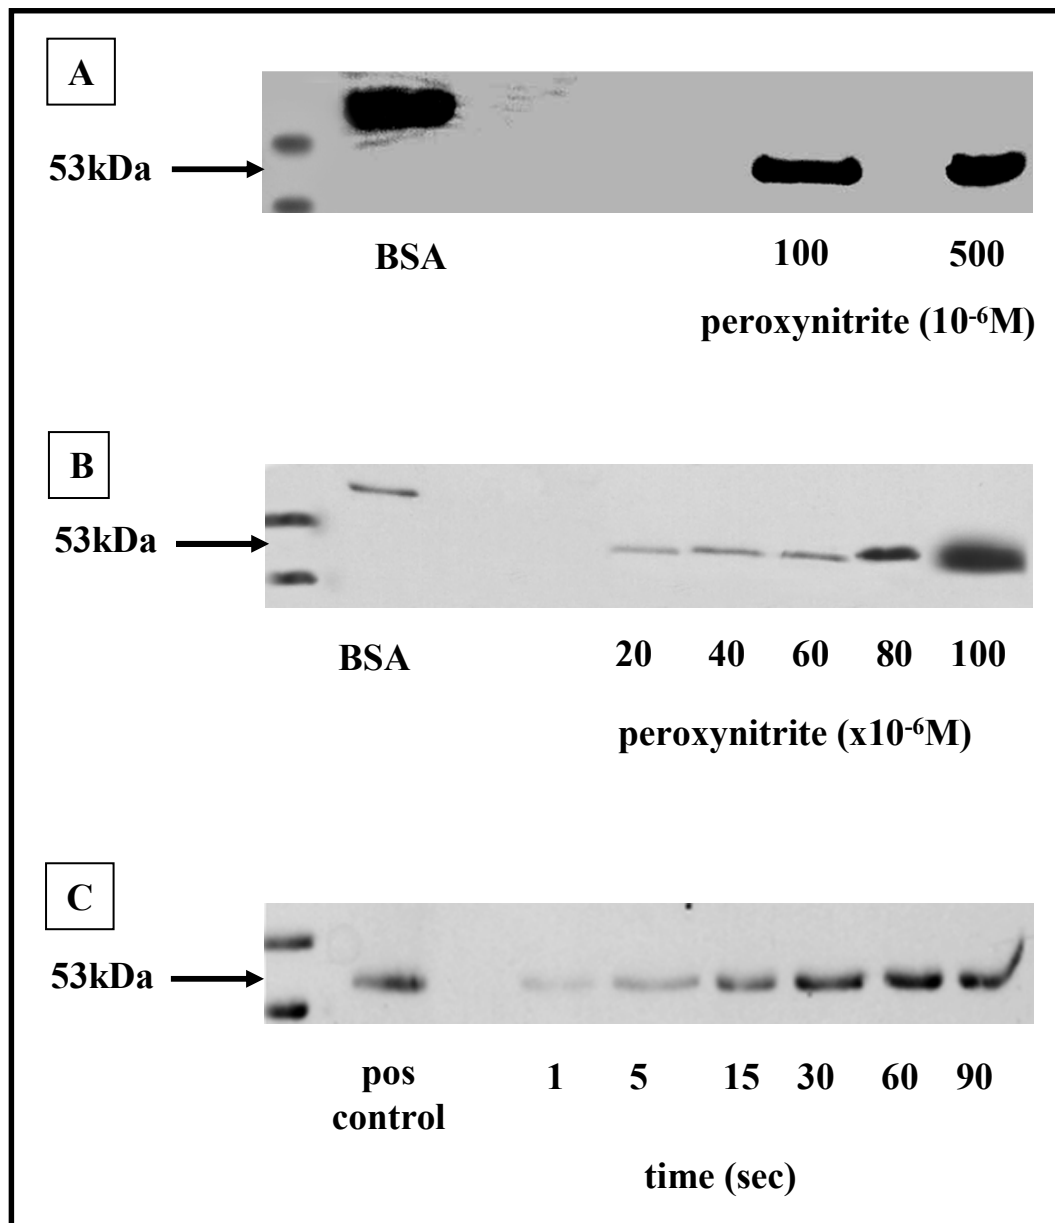 A
53kDa
BSA
100
500
peroxynitrite (10⁻⁶M)
B
53kDa
BSA
20 40 60 80 100
peroxynitrite (x10⁻⁶M)
C
53kDa
pos
control
1 5 15 30 60 90
time (sec)